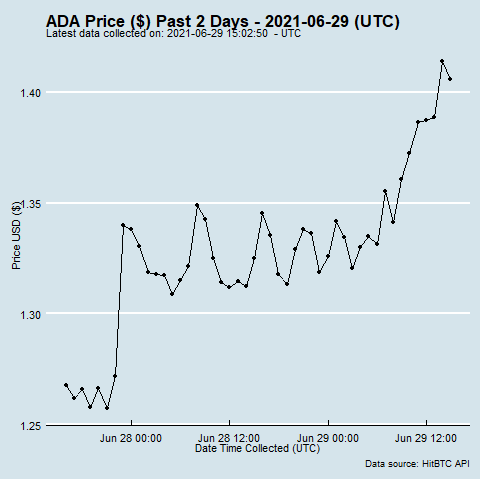 ADA Price ($) Past 2 Days - 2021-06-29 (UTC)
Latest data collected on: 2021-06-29 15:02:50  - UTC
1.40
1.35
1.30
1.25
Price USD ($)
Jun 28 00:00
Jun 28 12:00
Jun 29 00:00
Jun 29 12:00
Date Time Collected (UTC)
Data source: HitBTC API